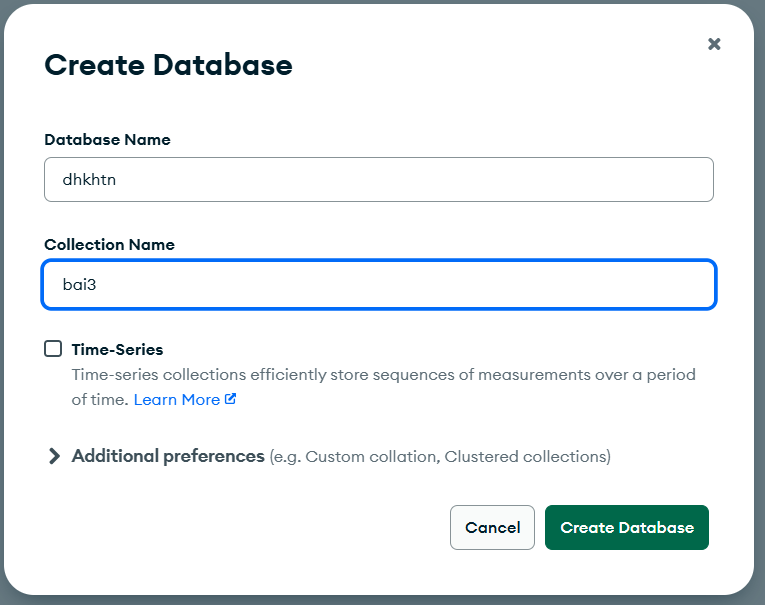 Create Database
Database Name
dhkhtn
Collection Name
bai3
Time-Series
Time-series collections efficiently store sequences of measurements over a period
of time. Learn More
Additional preferences (e.g. Custom collation, Clustered collections)
Cancel Create Database